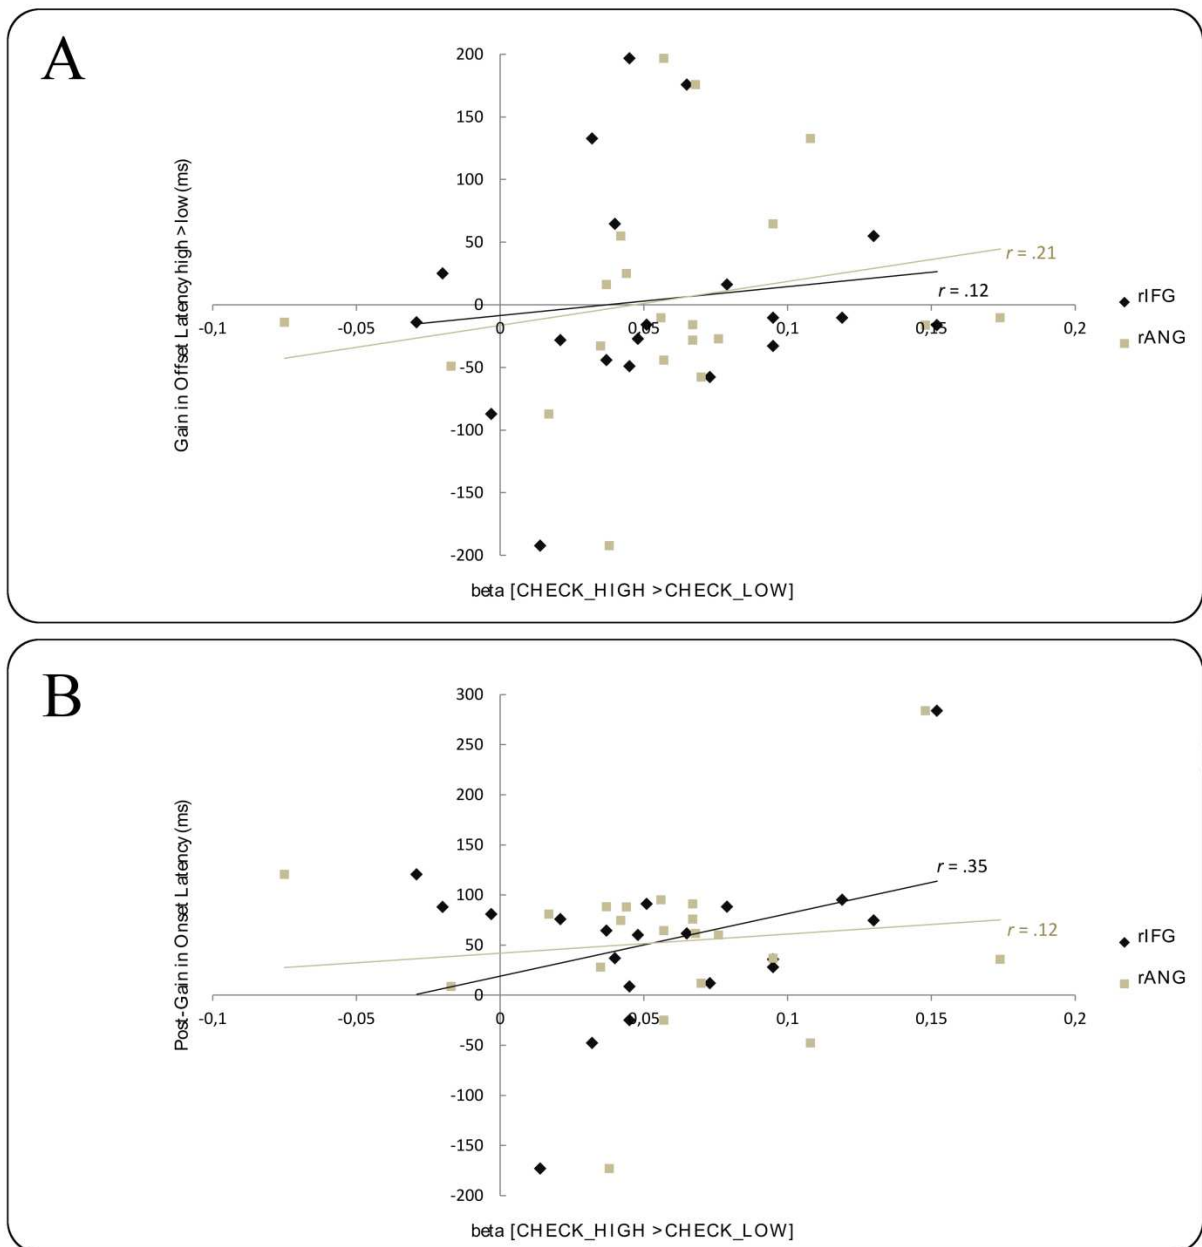 A
200
150
100
50
0
-50
-100
-150
-200
-0,1
-0,05
0
0,05
0,1
0,15
0,2
Gain in Offset Latency high > low (ms)
beta [CHECK_HIGH >CHECK_LOW]
r = .21
r = .12
rIFG
rANG
B
300
250
200
150
100
50
0
-50
-100
-150
-200
-0,1
-0,05
0
0,05
0,1
0,15
0,2
Post-Gain in Onset Latency (ms)
beta [CHECK_HIGH >CHECK_LOW]
r = .35
r = .12
rIFG
rANG